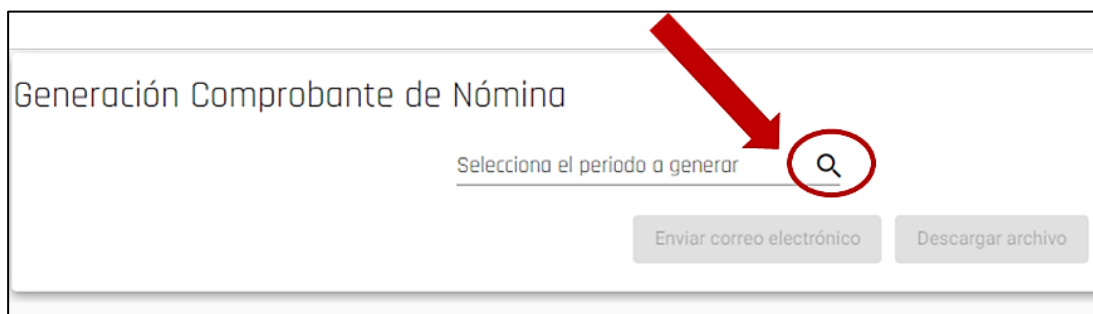 Generación Comprobante de Nómina
Selecciona el periodo a generar
Enviar correo electrónico
Descargar archivo